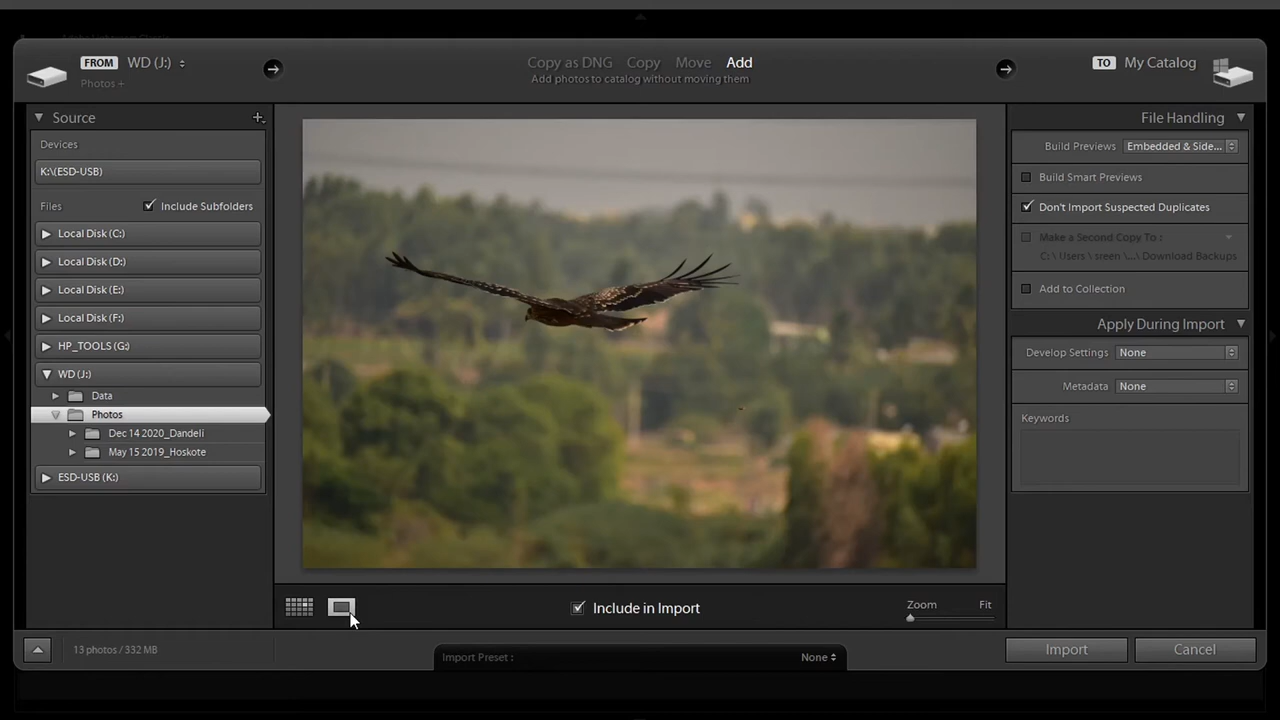 FROM WD (J:)
Photos +
Copy as DNG Copy Move Add
Add photos to catalog without moving them
TO My Catalog
Source
Devices
K:\(ESD-USB)
Files Include Subfolders
Local Disk (C:)
Local Disk (D:)
Local Disk (E:)
Local Disk (F:)
HP_TOOLS (G:)
WD (J:)
Data
Photos
Dec 14 2020_Dandeli
May 15 2019_Hoskote
ESD-USB (K:)
Include in Import
Zoom Fit
File Handling
Build Previews Embedded & Side...
Build Smart Previews
Don't Import Suspected Duplicates
Make a Second Copy To :
C: \ Users \ sreen \...\ Download Backups
Add to Collection
Apply During Import
Develop Settings None
Metadata None
Keywords
13 photos / 332 MB
Import Preset : None
Import Cancel